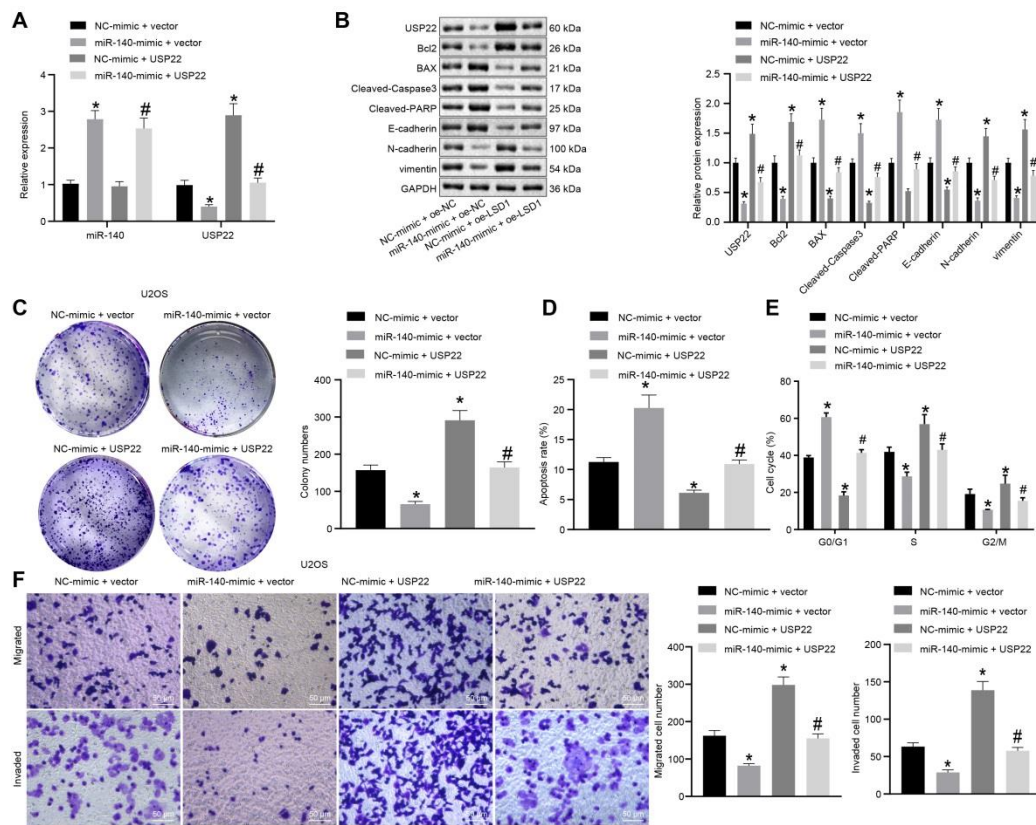 A
NC-mimic + vector
miR-140-mimic + vector
NC-mimic + USP22
miR-140-mimic + USP22
Relative expression
4
3
2
1
0
*
#
*
*
#
miR-140
USP22
B
USP22
60 kDa
Bcl2
26 kDa
BAX
21 kDa
Cleaved-Caspase3
17 kDa
Cleaved-PARP
25 kDa
E-cadherin
97 kDa
N-cadherin
100 kDa
vimentin
54 kDa
GAPDH
36 kDa
NC-mimic + oe-NC
miR-140-mimic + oe-NC
NC-mimic + oe-LSD1
miR-140-mimic + oe-LSD1
NC-mimic + vector
miR-140-mimic + vector
NC-mimic + USP22
miR-140-mimic + USP22
Relative protein expression
2.0
1.5
1.0
0.5
0.0
* * #
* * #
* * #
* * #
* #
* * #
* * #
* * #
USP22
Bcl2
BAX
Cleaved-Caspase3
Cleaved-PARP
E-cadherin
N-cadherin
vimentin
C
U2OS
NC-mimic + vector
miR-140-mimic + vector
NC-mimic + USP22
miR-140-mimic + USP22
NC-mimic + vector
miR-140-mimic + vector
NC-mimic + USP22
miR-140-mimic + USP22
Colony numbers
400
300
200
100
0
*
*
#
D
NC-mimic + vector
miR-140-mimic + vector
NC-mimic + USP22
miR-140-mimic + USP22
Apoptosis rate (%)
25
20
15
10
5
0
*
*
#
E
NC-mimic + vector
miR-140-mimic + vector
NC-mimic + USP22
miR-140-mimic + USP22
Cell cycle (%)
80
60
40
20
0
* * #
* * #
* * #
G0/G1
S
G2/M
F
U2OS
NC-mimic + vector
miR-140-mimic + vector
NC-mimic + USP22
miR-140-mimic + USP22
Migrated
50 μm
50 μm
50 μm
50 μm
Invaded
50 μm
50 μm
50 μm
50 μm
NC-mimic + vector
miR-140-mimic + vector
NC-mimic + USP22
miR-140-mimic + USP22
Migrated cell number
400
300
200
100
0
*
*
#
NC-mimic + vector
miR-140-mimic + vector
NC-mimic + USP22
miR-140-mimic + USP22
Invaded cell number
150
100
50
0
*
*
#